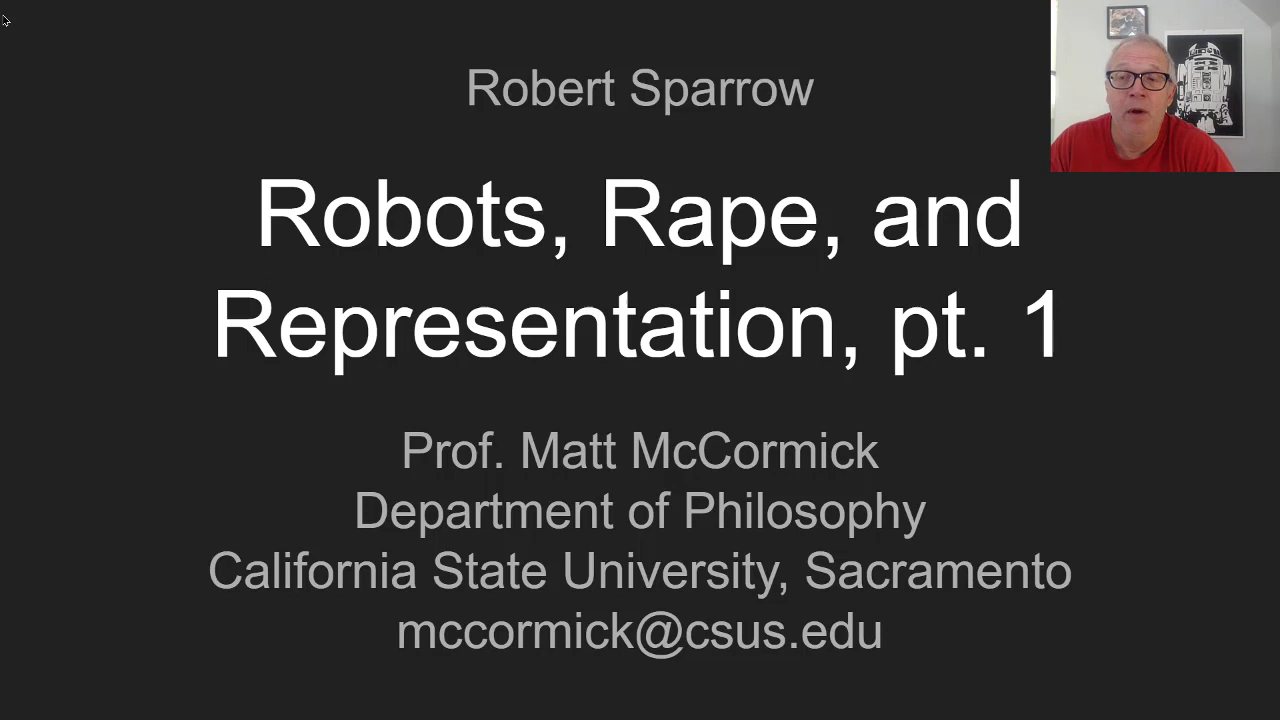 Robert Sparrow
Robots, Rape, and
Representation, pt. 1
Prof. Matt McCormick
Department of Philosophy
California State University, Sacramento
mccormick@csus.edu